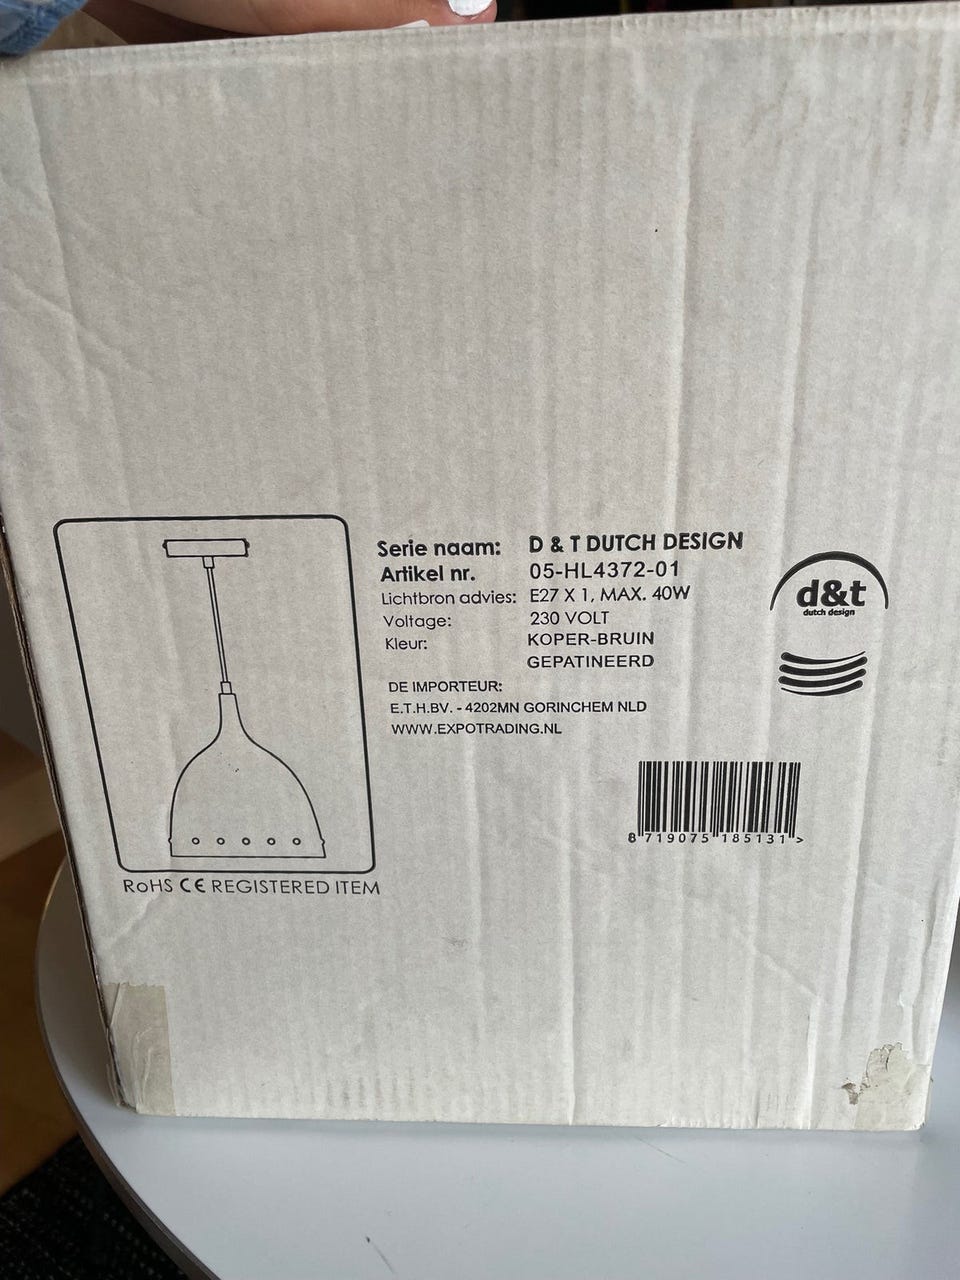 Serie naam: D & T DUTCH DESIGN
Artikel nr. 05-HL4372-01
Lichtbron advies: E27 X 1, MAX. 40W
Voltage: 230 VOLT
Kleur: KOPER-BRUIN
GEPATINEERD
DE IMPORTEUR:
E.T.H.BV. - 4202MN GORINCHEM NLD
WWW.EXPOTRADING.NL
d&t
dutch design
8 719075 185131 >
RoHS CE REGISTERED ITEM